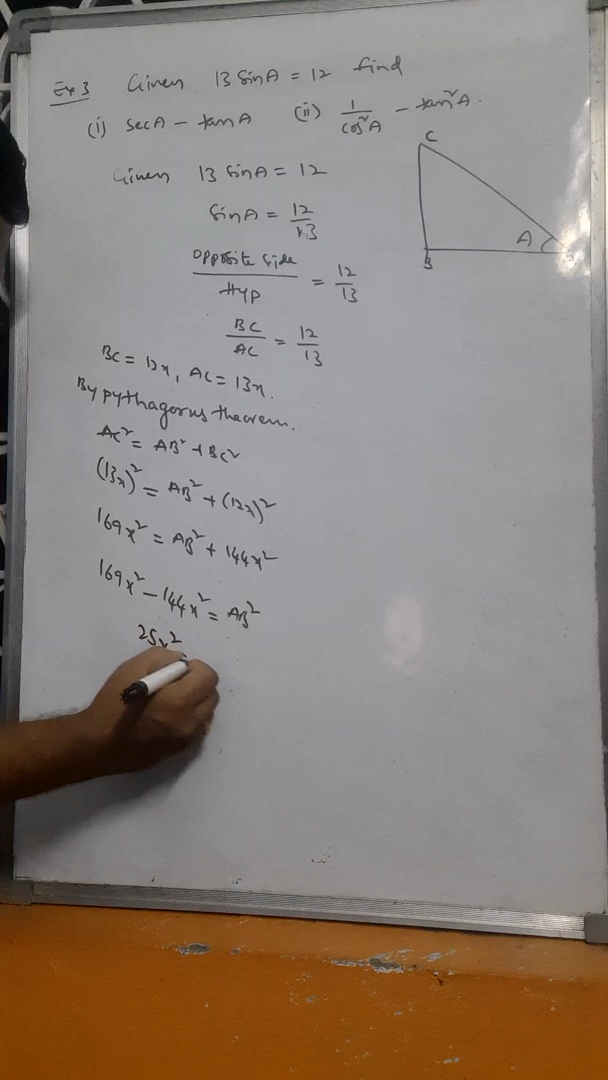 Ex 3 Given 13 sinA = 12 find
(i) secA - tanA (ii) 1/cos²A - tan²A.
Given 13 sinA = 12
sinA = 12/13
opposite side/Hyp = 12/13
BC/AC = 12/13
BC = 12x, AC = 13x.
By pythagorus theorem.
AC² = AB² + BC²
(13x)² = AB² + (12x)²
169x² = AB² + 144x²
169x² - 144x² = AB²
25x²
C
A
B